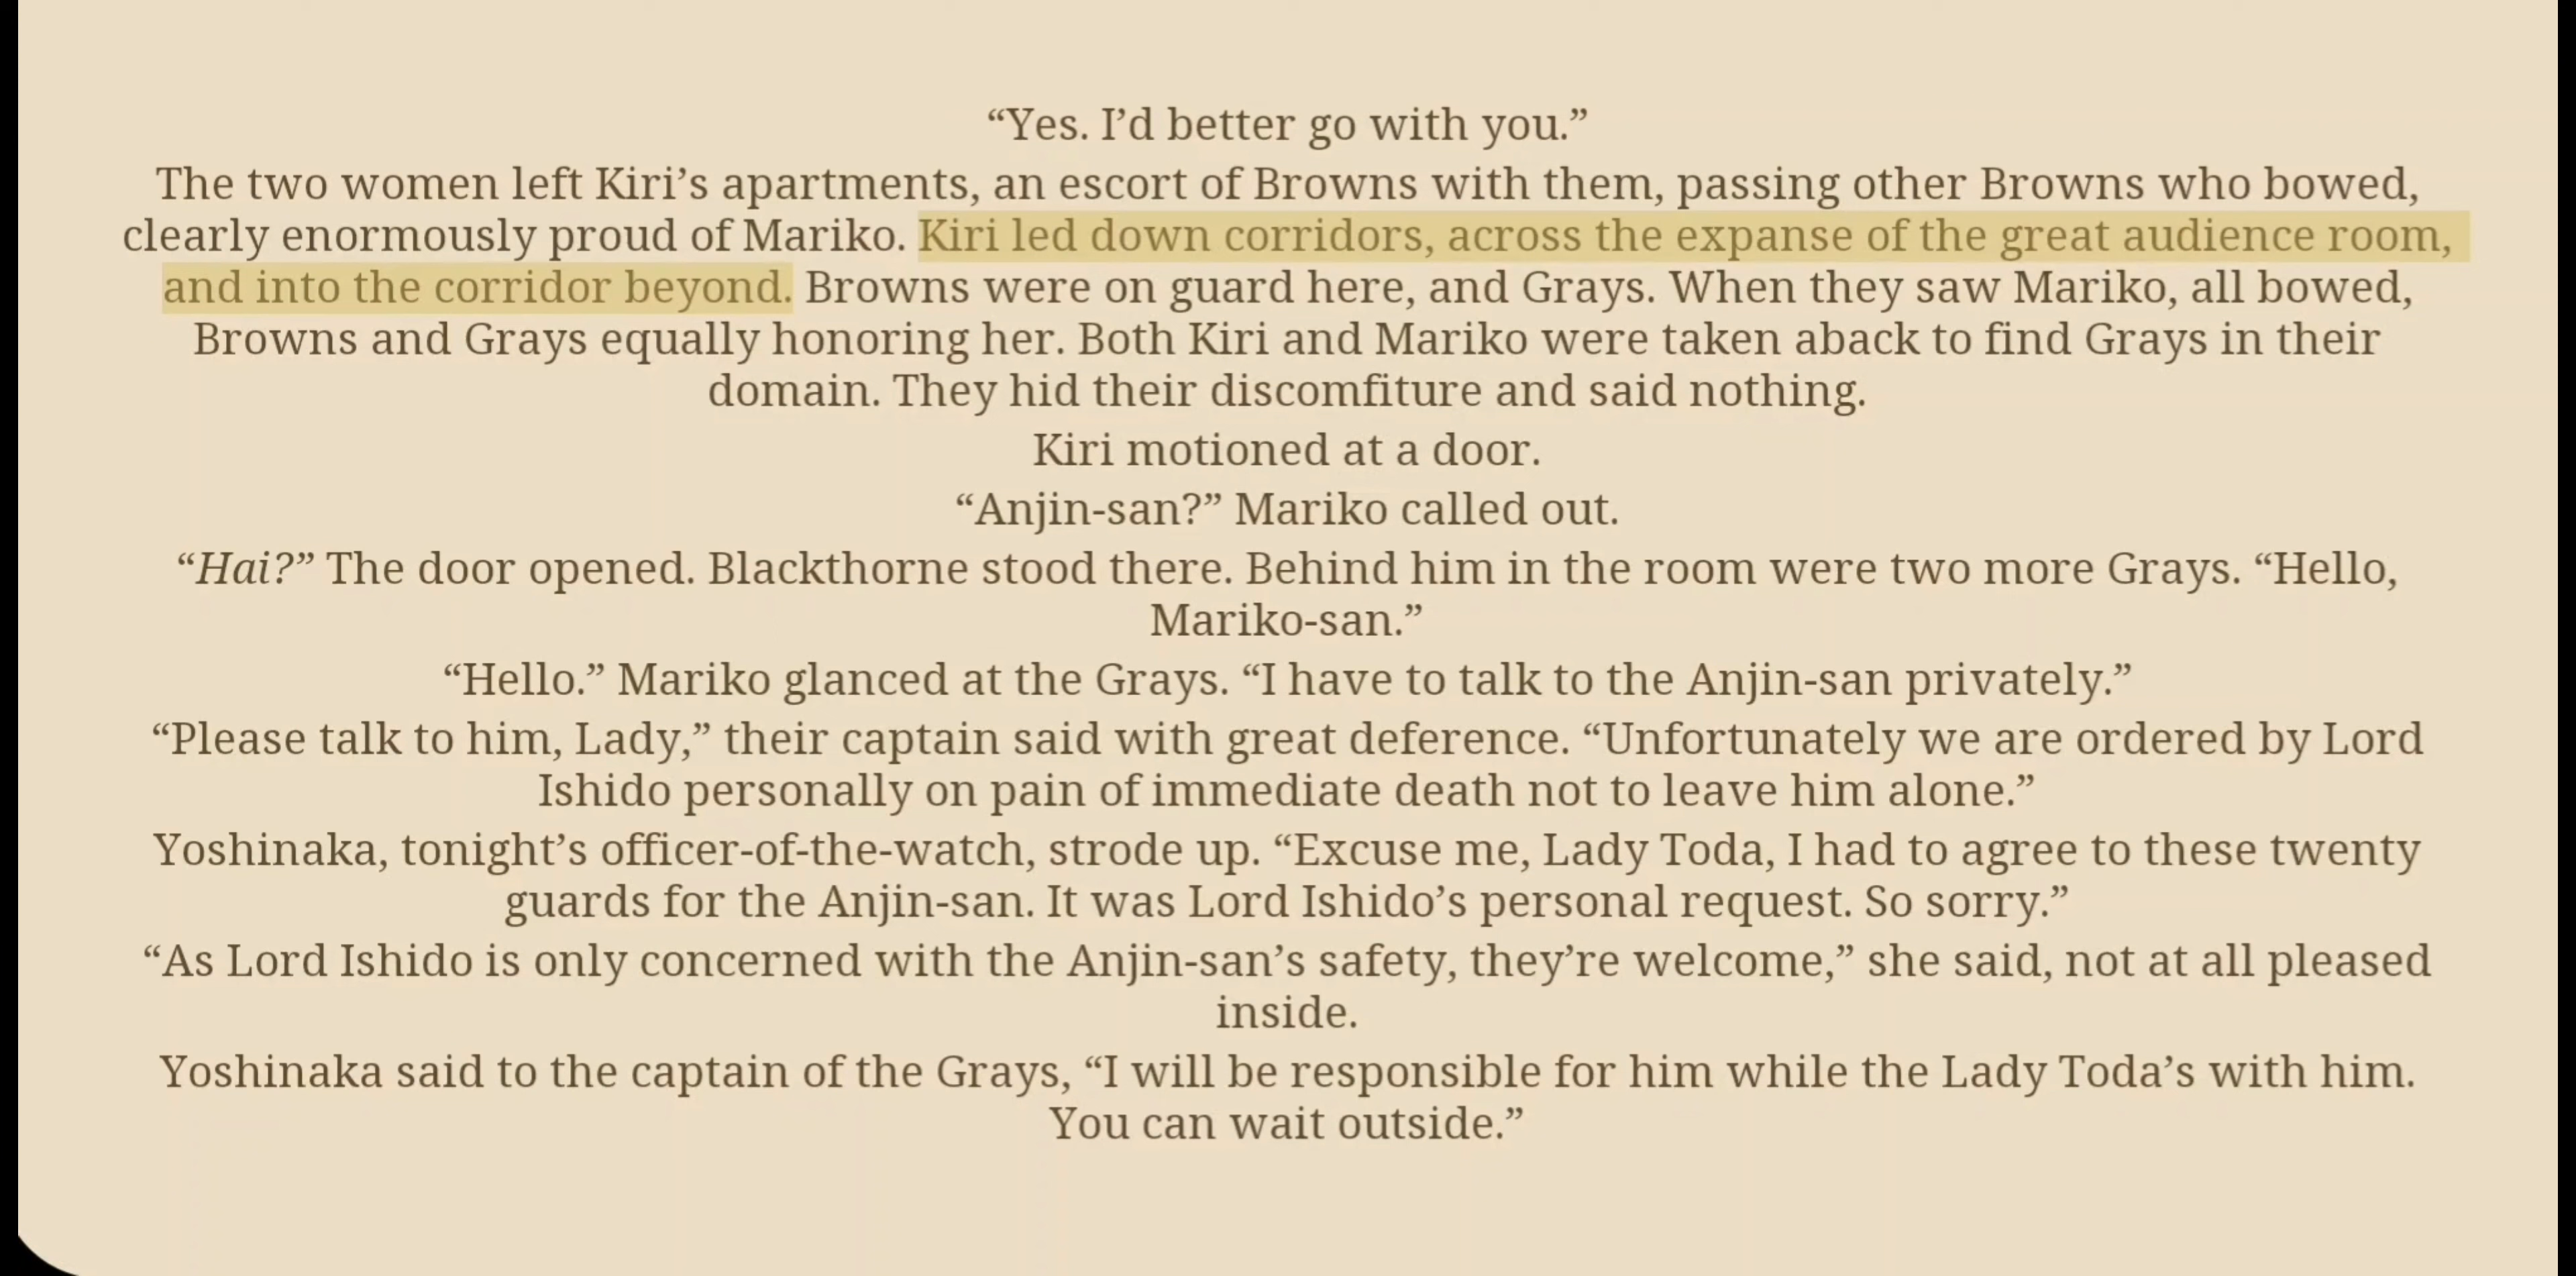 “Yes. I’d better go with you.”
The two women left Kiri’s apartments, an escort of Browns with them, passing other Browns who bowed,
clearly enormously proud of Mariko. Kiri led down corridors, across the expanse of the great audience room,
and into the corridor beyond. Browns were on guard here, and Grays. When they saw Mariko, all bowed,
Browns and Grays equally honoring her. Both Kiri and Mariko were taken aback to find Grays in their
domain. They hid their discomfiture and said nothing.
Kiri motioned at a door.
“Anjin-san?” Mariko called out.
“Hai?” The door opened. Blackthorne stood there. Behind him in the room were two more Grays. “Hello,
Mariko-san.”
“Hello.” Mariko glanced at the Grays. “I have to talk to the Anjin-san privately.”
“Please talk to him, Lady,” their captain said with great deference. “Unfortunately we are ordered by Lord
Ishido personally on pain of immediate death not to leave him alone.”
Yoshinaka, tonight’s officer-of-the-watch, strode up. “Excuse me, Lady Toda, I had to agree to these twenty
guards for the Anjin-san. It was Lord Ishido’s personal request. So sorry.”
“As Lord Ishido is only concerned with the Anjin-san’s safety, they’re welcome,” she said, not at all pleased
inside.
Yoshinaka said to the captain of the Grays, “I will be responsible for him while the Lady Toda’s with him.
You can wait outside.”